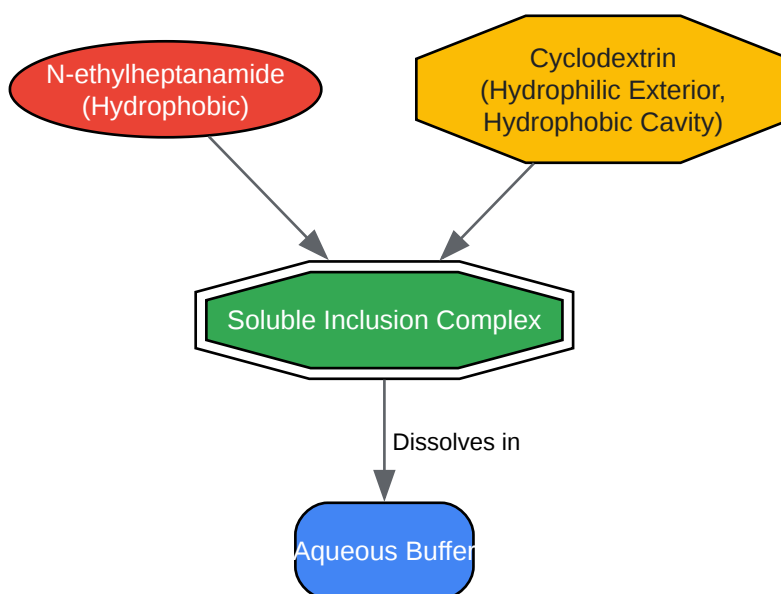 N-ethylheptanamide
(Hydrophobic)
Cyclodextrin
(Hydrophilic Exterior,
Hydrophobic Cavity)
Soluble Inclusion Complex
Dissolves in
Aqueous Buffer